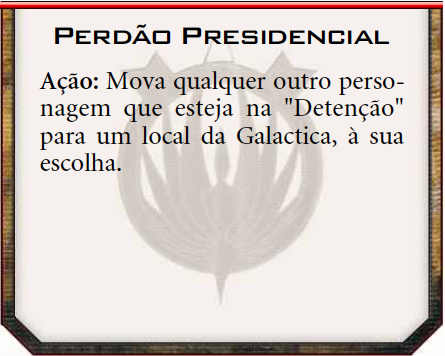 Perdão Presidencial
Ação: Mova qualquer outro perso-
nagem que esteja na "Detenção"
para um local da Galactica, à sua
escolha.